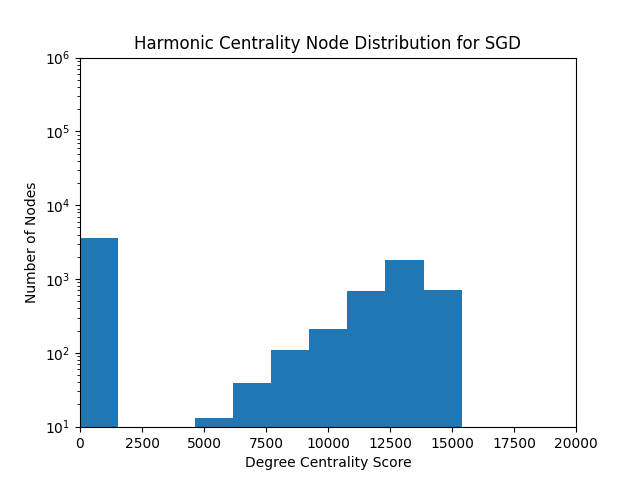 Harmonic Centrality Node Distribution for SGD
Number of Nodes
10^6
10^5
10^4
10^3
10^2
10^1
0 2500 5000 7500 10000 12500 15000 17500 20000
Degree Centrality Score